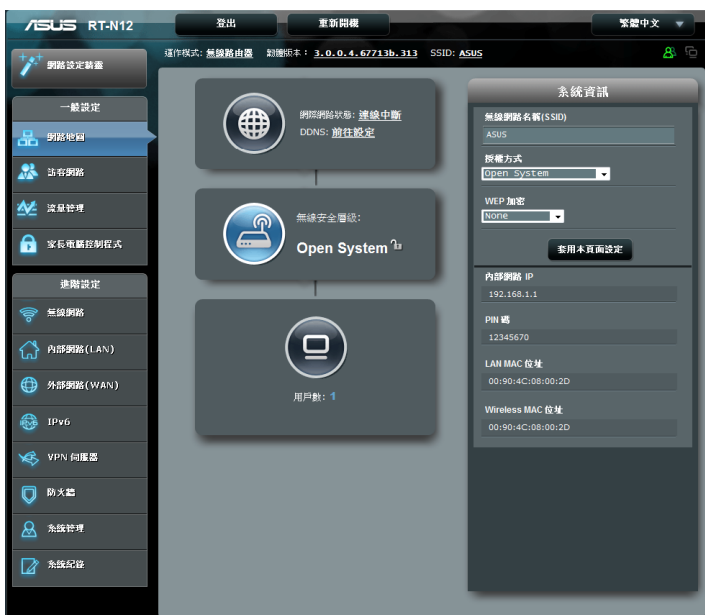 ASUS RT-N12
登出
重新開機
繁體中文
運作模式: 無線路由器 韌體版本: 3.0.0.4.67713b.313 SSID: ASUS
網路設定精靈
一般設定
網路地圖
訪客網路
流量管理
家長電腦控制程式
進階設定
無線網路
內部網路(LAN)
外部網路(WAN)
IPv6
VPN 伺服器
防火牆
系統管理
系統紀錄
網際網路狀態: 連線中斷
DDNS: 前往設定
無線安全層級:
Open System
用戶數: 1
系統資訊
無線網路名稱(SSID)
ASUS
授權方式
Open System
WEP 加密
None
套用本頁面設定
內部網路 IP
192.168.1.1
PIN 碼
12345670
LAN MAC 位址
00:90:4C:08:00:2D
Wireless MAC 位址
00:90:4C:08:00:2D